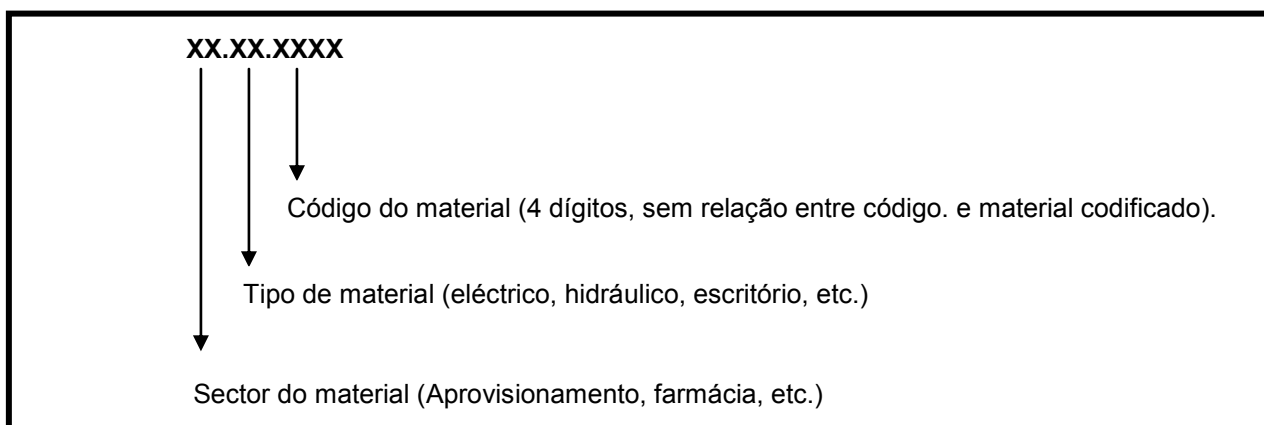 XX.XX.XXXX
Código do material (4 dígitos, sem relação entre código. e material codificado).
Tipo de material (eléctrico, hidráulico, escritório, etc.)
Sector do material (Aprovisionamento, farmácia, etc.)